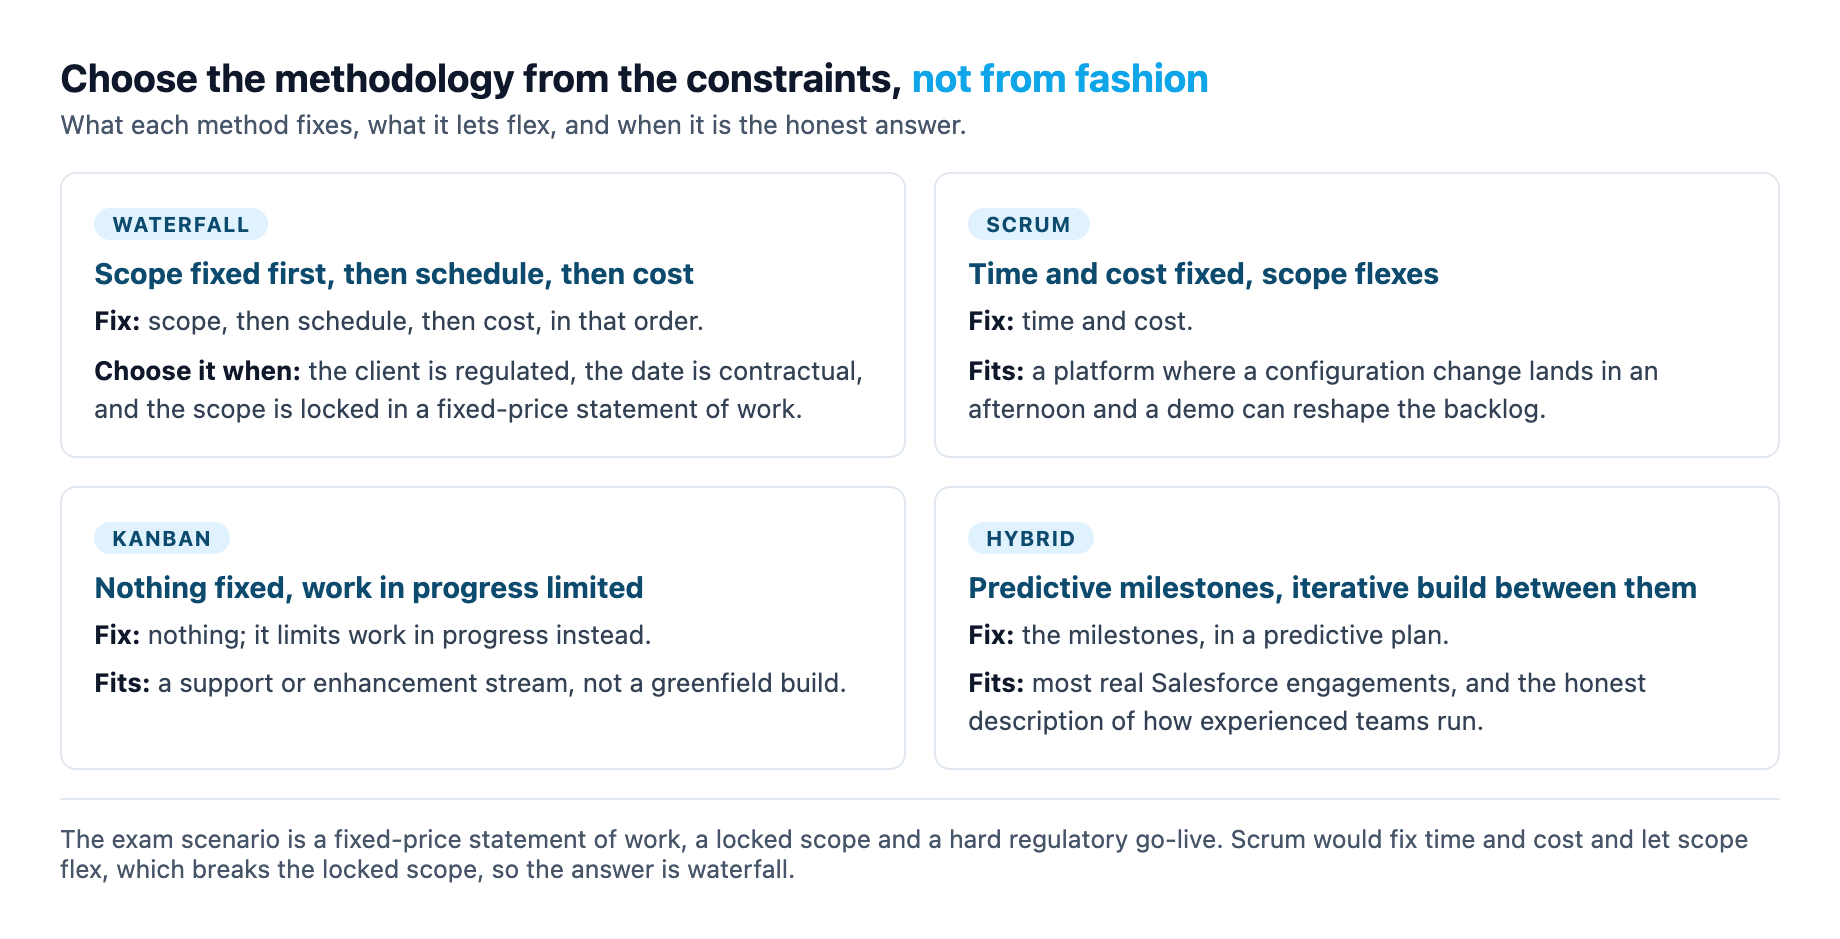 Choose the methodology from the constraints, not from fashion
What each method fixes, what it lets flex, and when it is the honest answer.
WATERFALL
Scope fixed first, then schedule, then cost
Fix: scope, then schedule, then cost, in that order.
Choose it when: the client is regulated, the date is contractual,
and the scope is locked in a fixed-price statement of work.
SCRUM
Time and cost fixed, scope flexes
Fix: time and cost.
Fits: a platform where a configuration change lands in an
afternoon and a demo can reshape the backlog.
KANBAN
Nothing fixed, work in progress limited
Fix: nothing; it limits work in progress instead.
Fits: a support or enhancement stream, not a greenfield build.
HYBRID
Predictive milestones, iterative build between them
Fix: the milestones, in a predictive plan.
Fits: most real Salesforce engagements, and the honest
description of how experienced teams run.
The exam scenario is a fixed-price statement of work, a locked scope and a hard regulatory go-live. Scrum would fix time and cost and let scope
flex, which breaks the locked scope, so the answer is waterfall.